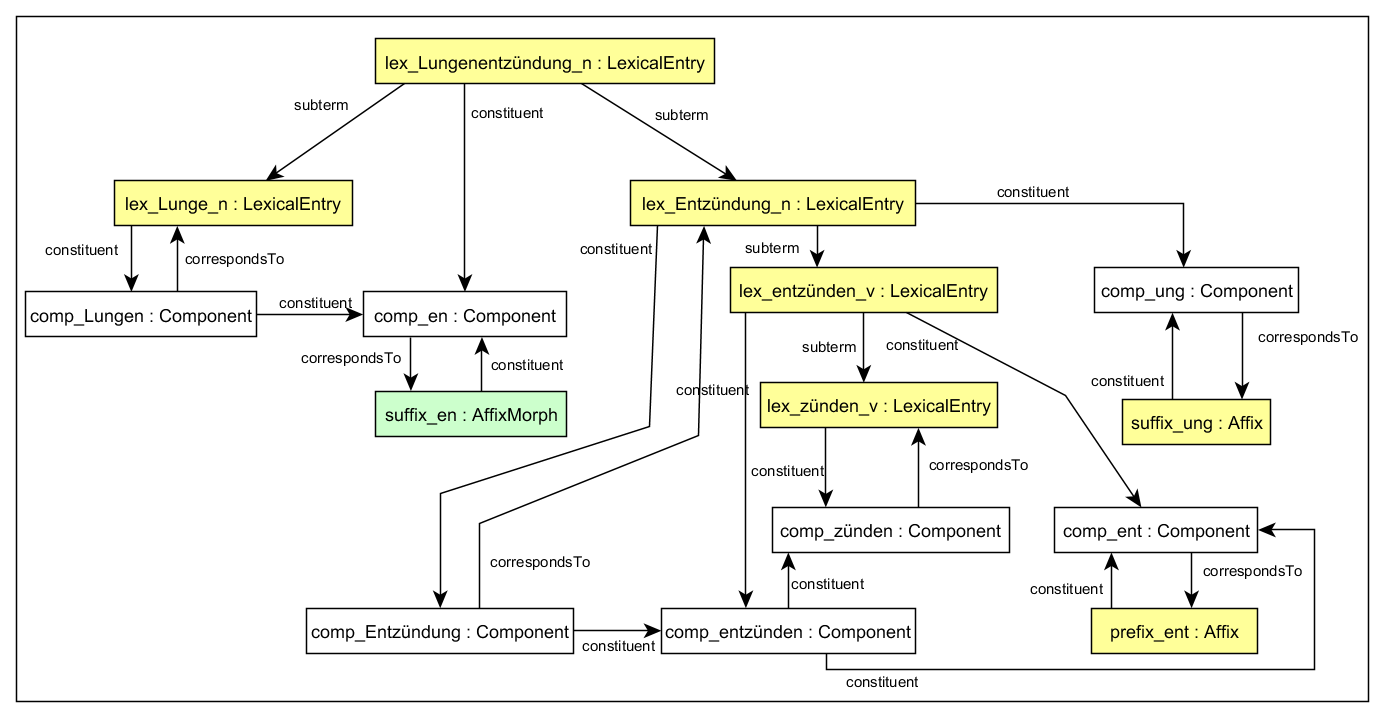 lex_Lungenentzündung_n : LexicalEntry
subterm
constituent
subterm
lex_Lunge_n : LexicalEntry
lex_Entzündung_n : LexicalEntry
constituent
constituent
correspondsTo
constituent
subterm
comp_Lungen : Component
constituent
comp_en : Component
lex_entzünden_v : LexicalEntry
comp_ung : Component
correspondsTo
constituent
constituent
subterm
constituent
constituent
correspondsTo
suffix_en : AffixMorph
lex_zünden_v : LexicalEntry
suffix_ung : Affix
constituent
correspondsTo
comp_zünden : Component
comp_ent : Component
correspondsTo
constituent
constituent
correspondsTo
comp_Entzündung : Component
constituent
comp_entzünden : Component
prefix_ent : Affix
constituent